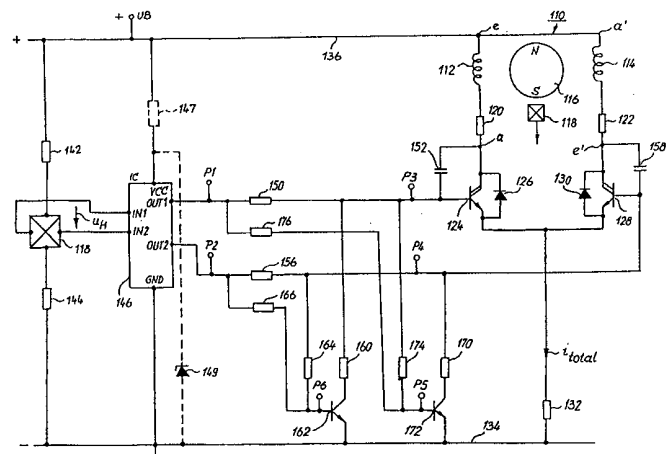 + UB
110
+
136
e
a'
112
N
S
116
114
147
120
118
122
142
152
a
e'
158
IC
VCC
OUT1
P1
150
P3
126
130
124
128
u_H
IN1
IN2
118
OUT2
176
P2
156
P4
166
144
146
GND
164
160
174
170
i_total
149
P6
P5
162
172
132
134
–